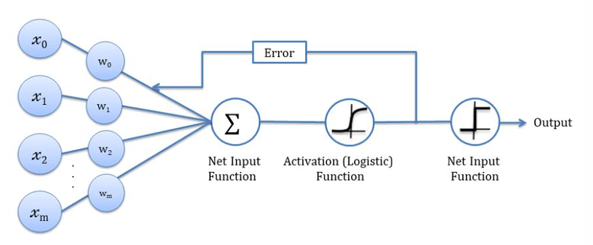 x0
w0
Error
x1
w1
Σ
Output
x2
w2
Net Input
Function
Activation (Logistic)
Function
Net Input
Function
xm
wm